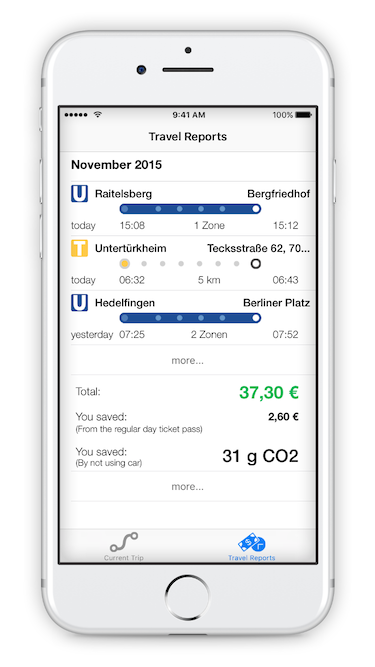 9:41 AM 100%
Travel Reports
November 2015
U Raitelsberg Bergfriedhof
today 15:08 1 Zone 15:12
T Untertürkheim Tecksstraße 62, 70...
today 06:32 5 km 06:43
U Hedelfingen Berliner Platz
yesterday 07:25 2 Zonen 07:52
more...
Total: 37,30 €
You saved: 2,60 €
(From the regular day ticket pass)
You saved: 31 g CO2
(By not using car)
more...
Current Trip Travel Reports